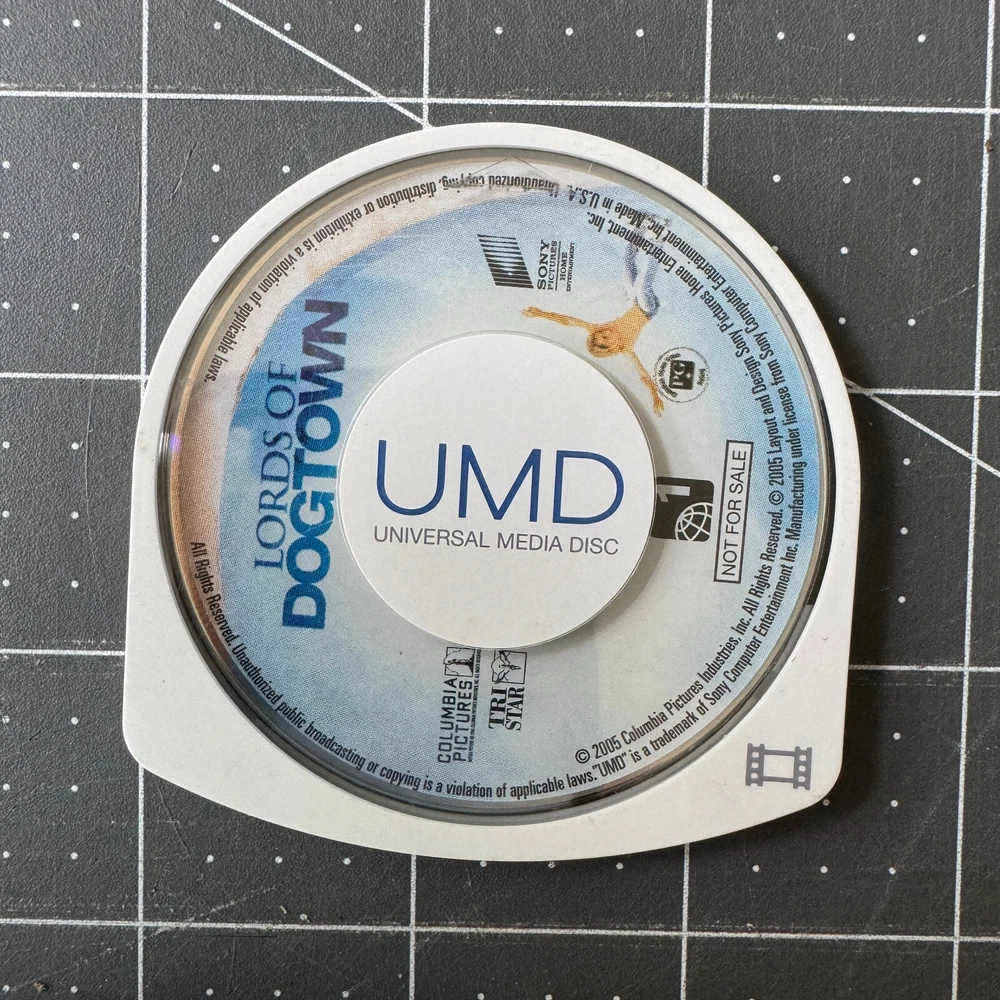 UMD
UNIVERSAL MEDIA DISC
LORDS OF
DOGTOWN
SONY
PICTURES
HOME
ENTERTAINMENT
PG
1
NOT FOR SALE
COLUMBIA
PICTURES
TRI
STAR
© 2005 Columbia Pictures Industries, Inc. All Rights Reserved. © 2005 Layout and Design Sony Pictures Home Entertainment, Inc.
All Rights Reserved. Unauthorized public broadcasting or copying is a violation of applicable laws. "UMD" is a trademark of Sony Computer Entertainment Inc. Manufacturing under license from Sony Computer Entertainment Inc. Made in U.S.A. Unauthorized copying, distribution or exhibition is a violation of applicable laws.